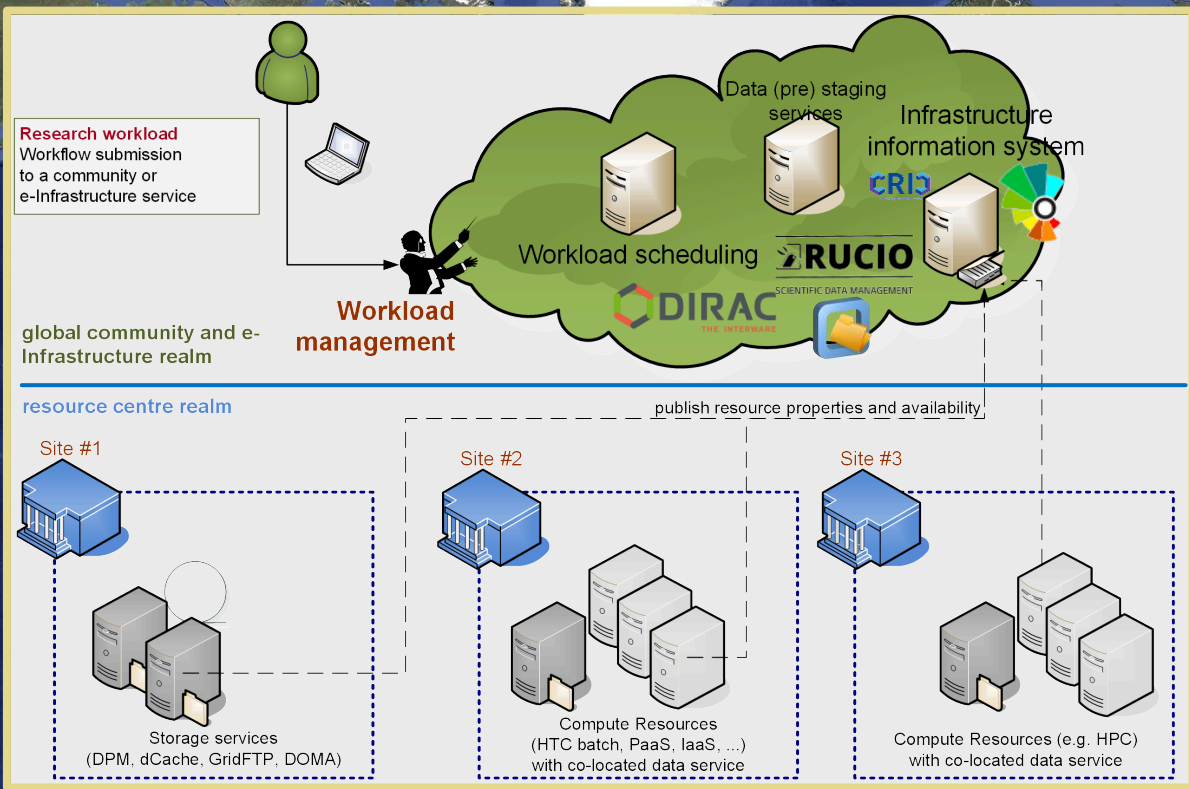 Data (pre) staging
services
Infrastructure
information system
CRIC
Research workload
Workflow submission
to a community or
e-Infrastructure service
Workload scheduling
RUCIO
SCIENTIFIC DATA MANAGEMENT
DIRAC
THE INTERWARE
Workload
management
global community and e-
Infrastructure realm
resource centre realm
publish resource properties and availability
Site #1
Site #2
Site #3
Storage services
(DPM, dCache, GridFTP, DOMA)
Compute Resources
(HTC batch, PaaS, IaaS, ...)
with co-located data service
Compute Resources (e.g. HPC)
with co-located data service